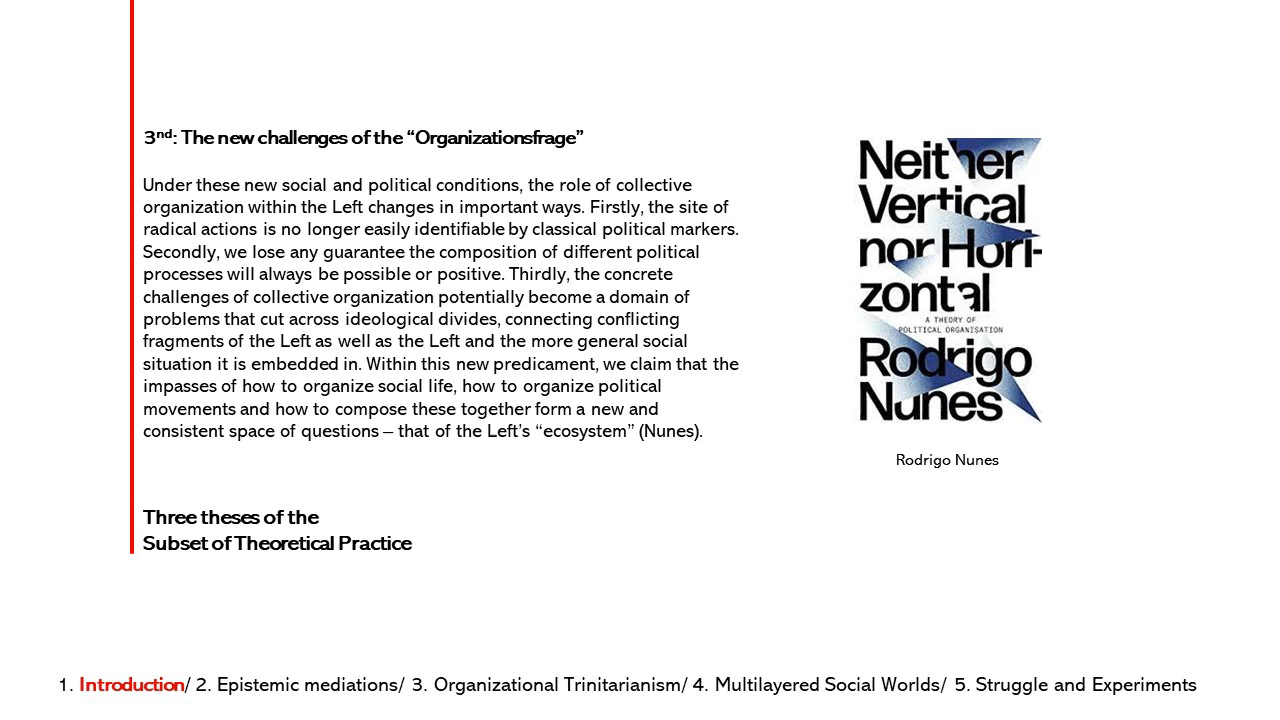 3nd: The new challenges of the “Organizationsfrage”
Under these new social and political conditions, the role of collective
organization within the Left changes in important ways. Firstly, the site of
radical actions is no longer easily identifiable by classical political markers.
Secondly, we lose any guarantee the composition of different political
processes will always be possible or positive. Thirdly, the concrete
challenges of collective organization potentially become a domain of
problems that cut across ideological divides, connecting conflicting
fragments of the Left as well as the Left and the more general social
situation it is embedded in. Within this new predicament, we claim that the
impasses of how to organize social life, how to organize political
movements and how to compose these together form a new and
consistent space of questions – that of the Left’s “ecosystem” (Nunes).
Three theses of the
Subset of Theoretical Practice
Neither
Vertical
nor Hori-
zontal
A THEORY OF
POLITICAL ORGANISATION
Rodrigo
Nunes
Rodrigo Nunes
1. Introduction/ 2. Epistemic mediations/ 3. Organizational Trinitarianism/ 4. Multilayered Social Worlds/ 5. Struggle and Experiments